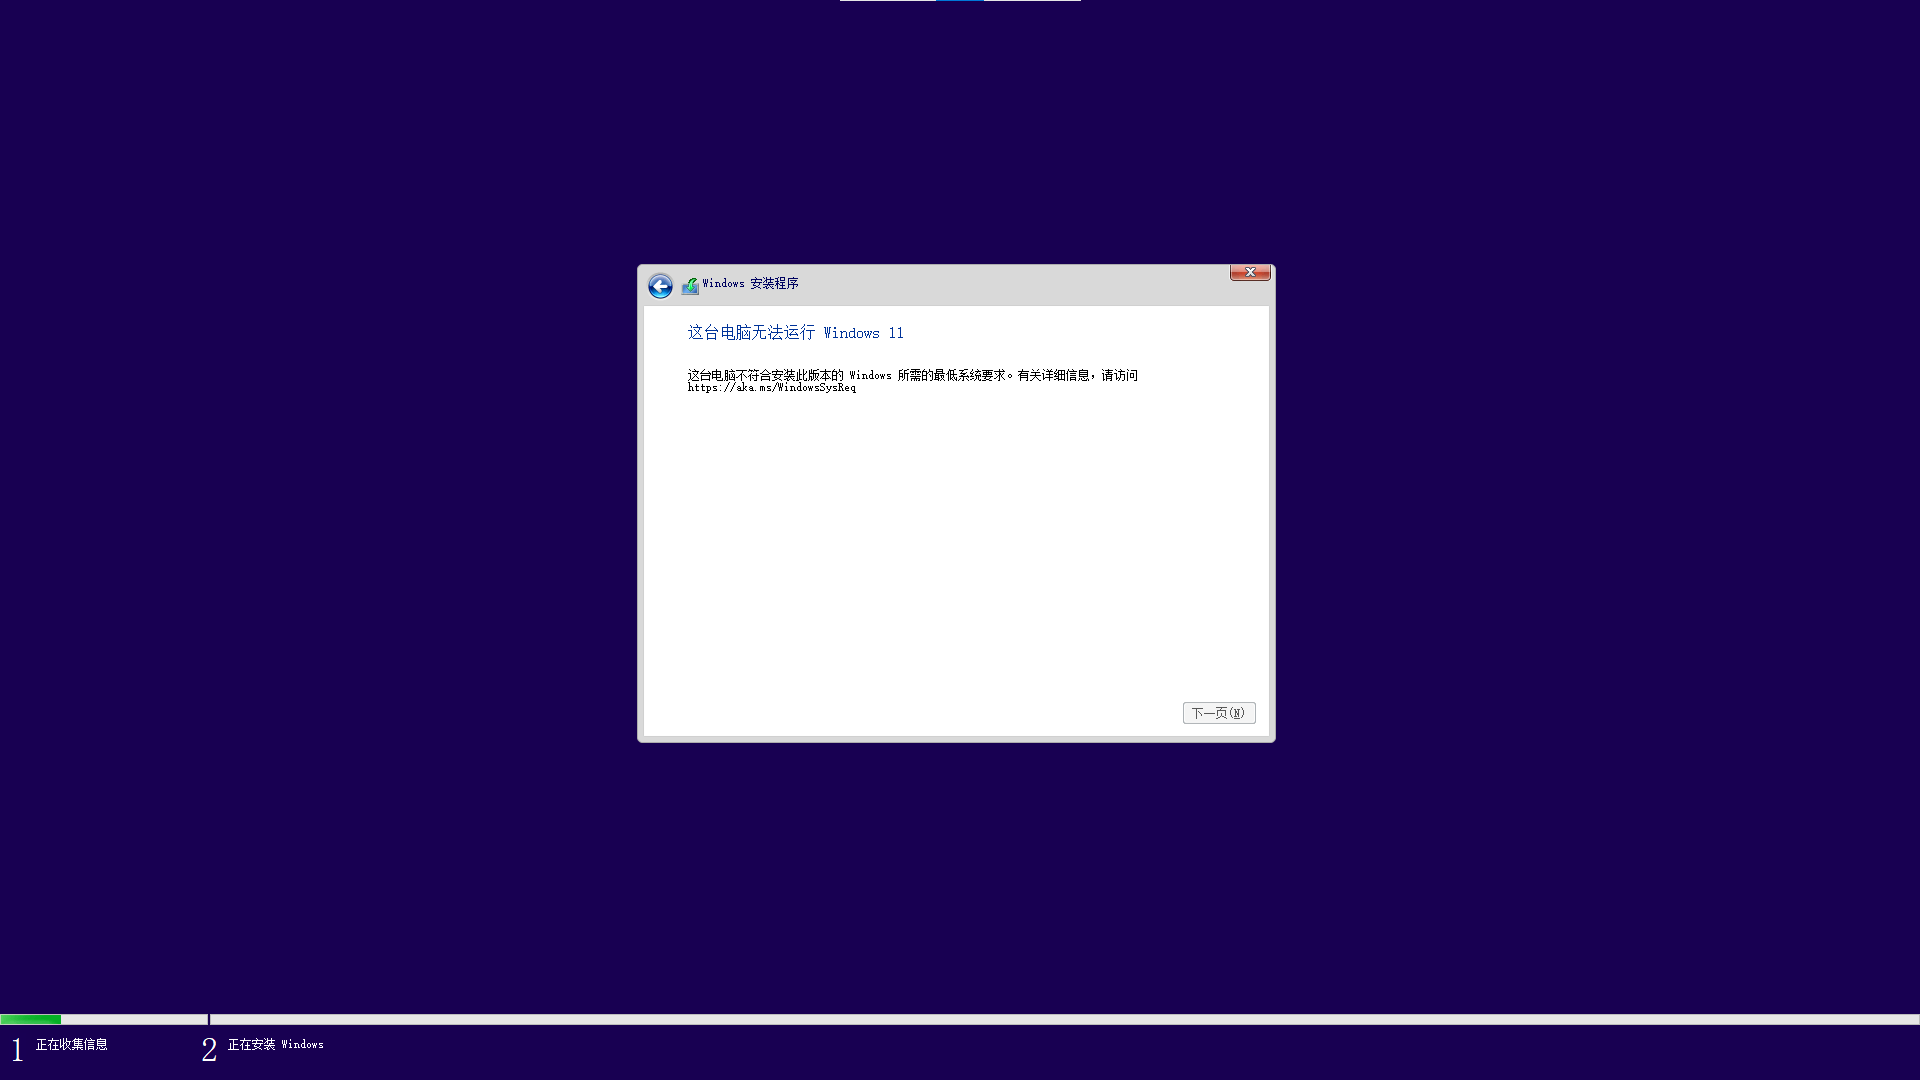 Windows 安装程序
这台电脑无法运行 Windows 11
这台电脑不符合安装此版本的 Windows 所需的最低系统要求。有关详细信息，请访问
https://aka.ms/WindowsSysReq
下一页(N)
1 正在收集信息
2 正在安装 Windows